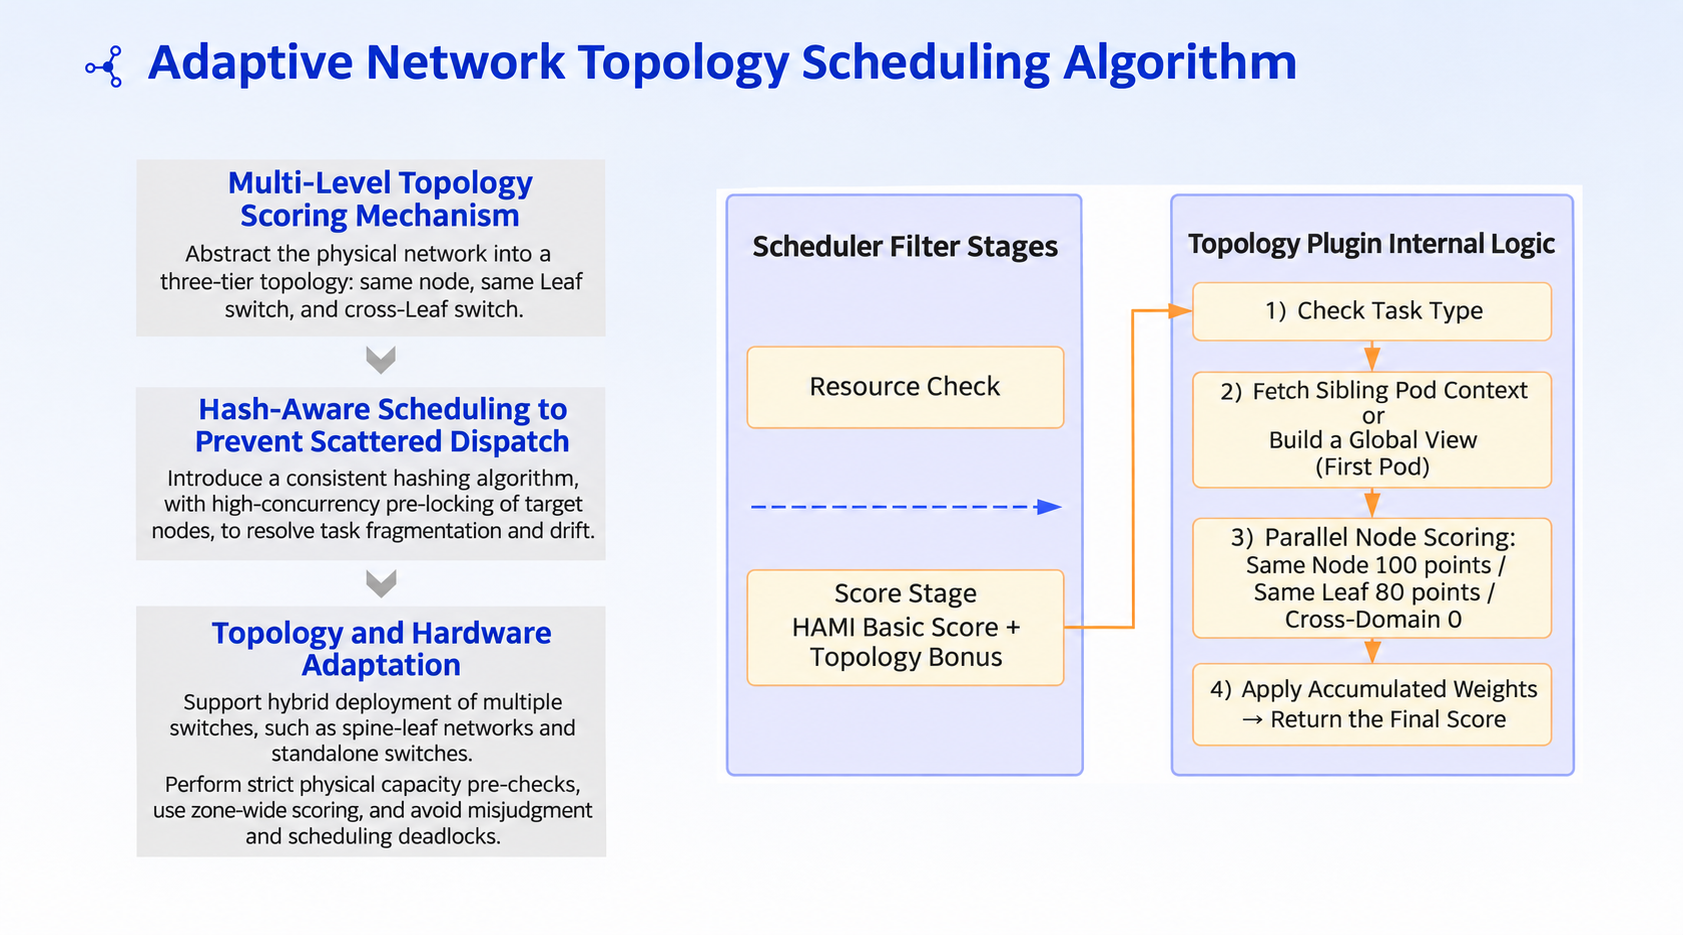 Adaptive Network Topology Scheduling Algorithm
Multi-Level Topology
Scoring Mechanism
Abstract the physical network into a
three-tier topology: same node, same Leaf
switch, and cross-Leaf switch.
Hash-Aware Scheduling to
Prevent Scattered Dispatch
Introduce a consistent hashing algorithm,
with high-concurrency pre-locking of target
nodes, to resolve task fragmentation and drift.
Topology and Hardware
Adaptation
Support hybrid deployment of multiple
switches, such as spine-leaf networks and
standalone switches.
Perform strict physical capacity pre-checks,
use zone-wide scoring, and avoid misjudgment
and scheduling deadlocks.
Scheduler Filter Stages
Resource Check
Score Stage
HAMI Basic Score +
Topology Bonus
Topology Plugin Internal Logic
1) Check Task Type
2) Fetch Sibling Pod Context
or
Build a Global View
(First Pod)
3) Parallel Node Scoring:
Same Node 100 points /
Same Leaf 80 points /
Cross-Domain 0
4) Apply Accumulated Weights
→ Return the Final Score